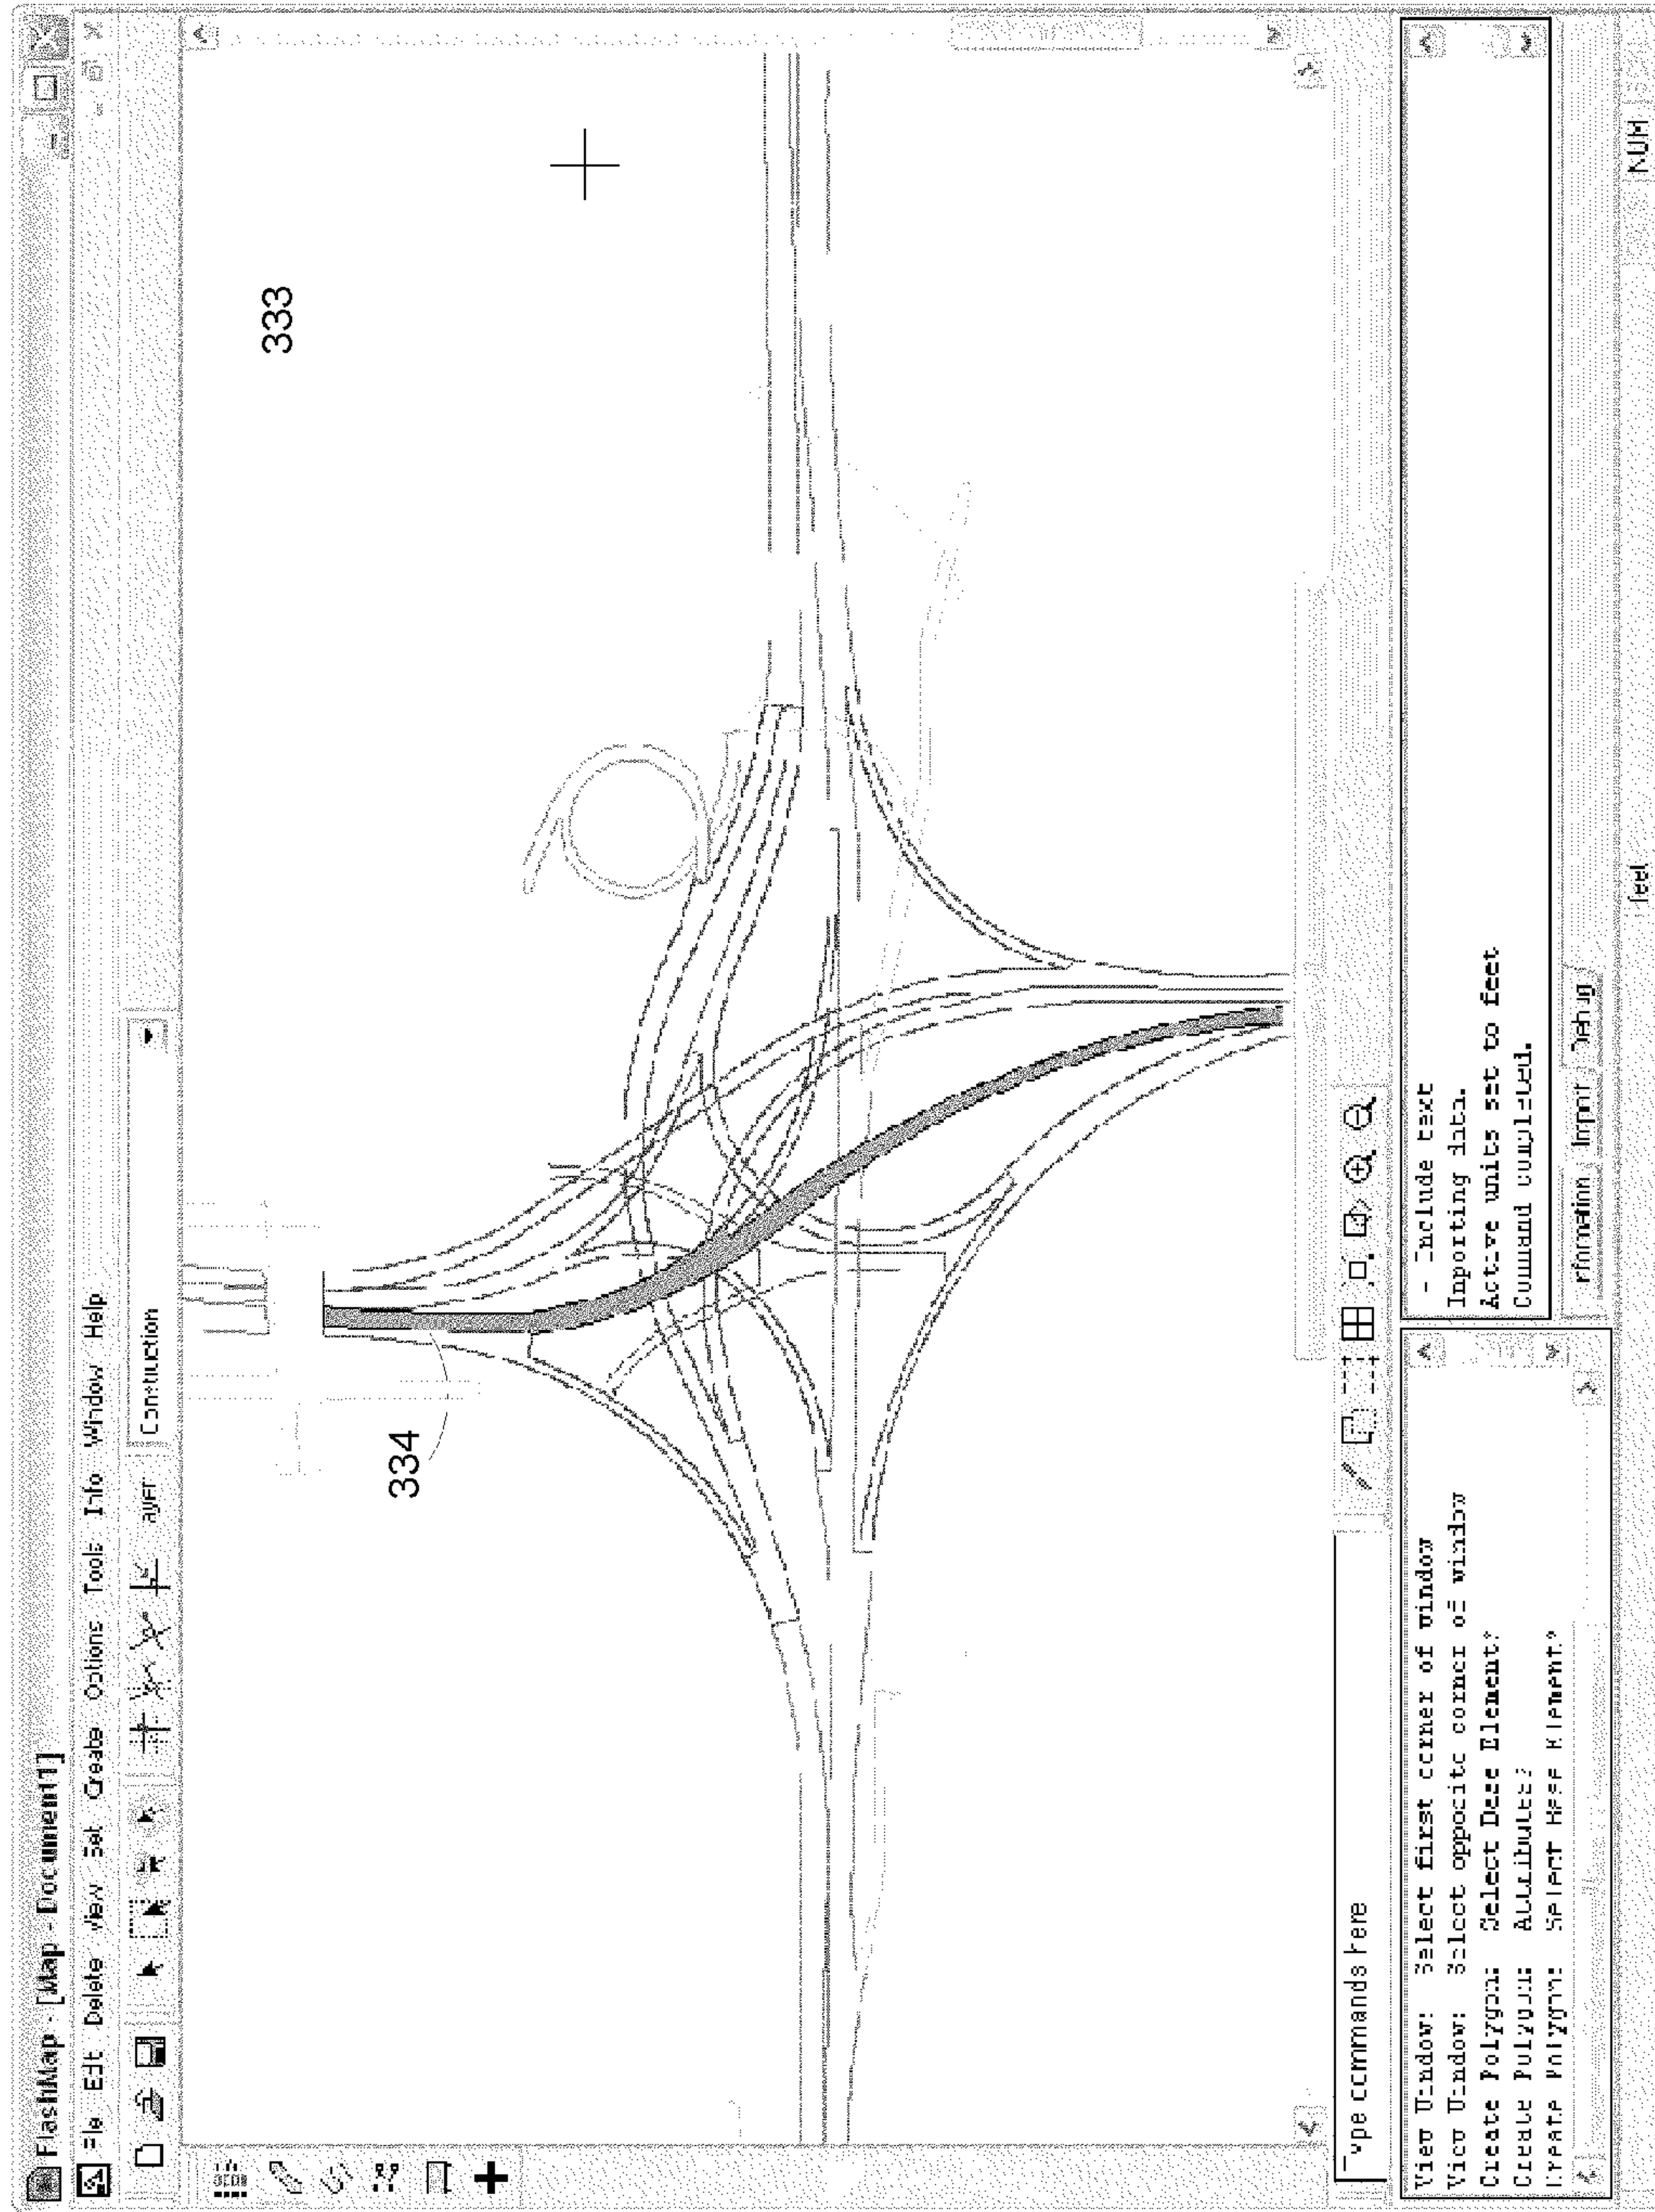 FlashMap - [Map - Document1]
File Edit Delete View Set Create Options Tools Info Window Help
Layer Construction
333
334
Type commands here
View Window: Select first corner of window
View Window: Select opposite corner of window
Create Polygon: Select Base Element?
Create Polygon: Attributes?
Create Polygon: Select Base Element?
- Include text
Importing data.
Active units set to feet
Command completed.
Information Import Debug
feet NUM